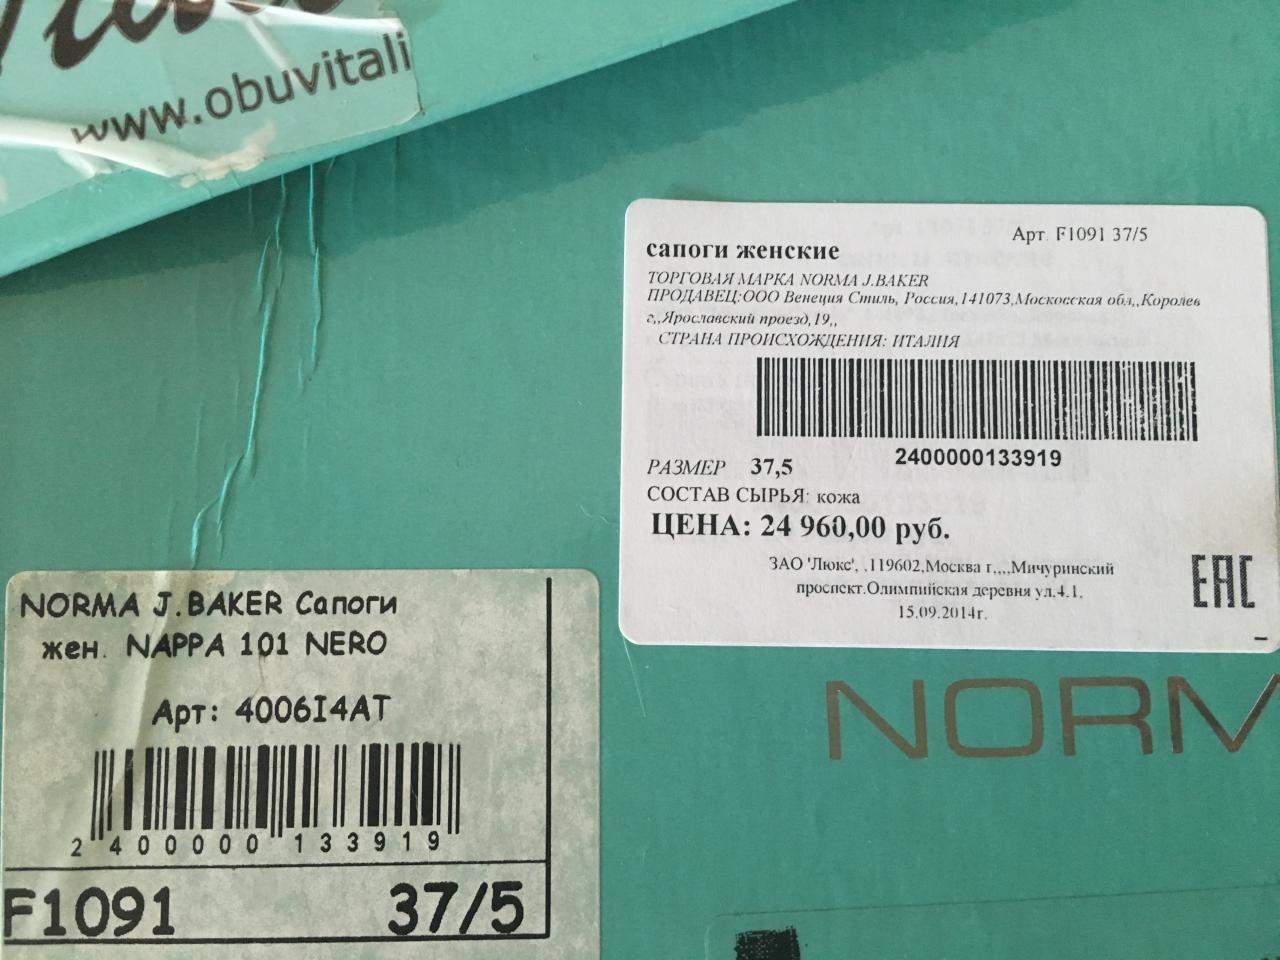 www.obuvitali
сапоги женские
Арт. F1091 37/5
ТОРГОВАЯ МАРКА NORMA J.BAKER
ПРОДАВЕЦ:ООО Венеция Стиль, Россия,141073,Московская обл,,Королев
г,,Ярославский проезд,19,,
СТРАНА ПРОИСХОЖДЕНИЯ: ИТАЛИЯ
2400000133919
РАЗМЕР 37,5
СОСТАВ СЫРЬЯ: кожа
ЦЕНА: 24 960,00 руб.
ЗАО 'Люкс', .119602,Москва г,,,,Мичуринский
проспект.Олимпийская деревня ул.4.1.
15.09.2014г.
EAC
NORMA J.BAKER Сапоги
жен. NAPPA 101 NERO
Арт: 4006I4AT
2 400000 133919
F1091 37/5
NORM